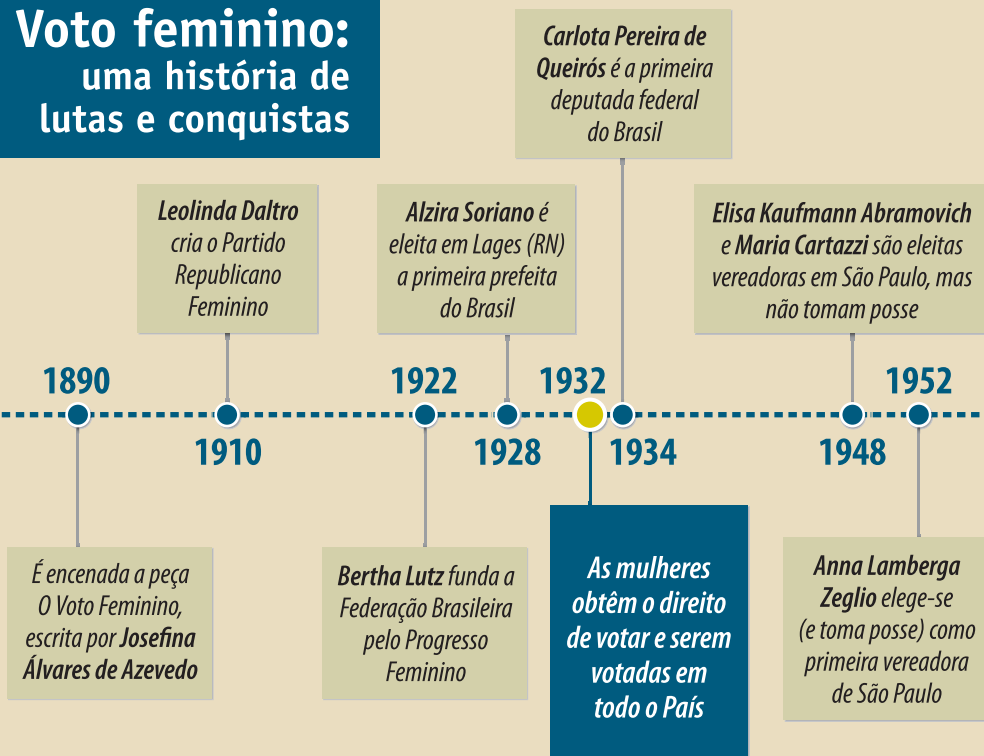 Voto feminino:
uma história de
lutas e conquistas
Carlota Pereira de
Queirós é a primeira
deputada federal
do Brasil
Leolinda Daltro
cria o Partido
Republicano
Feminino
Alzira Soriano é
eleita em Lages (RN)
a primeira prefeita
do Brasil
Elisa Kaufmann Abramovich
e Maria Cartazzi são eleitas
vereadoras em São Paulo, mas
não tomam posse
1890
1922
1932
1952
1910
1928
1934
1948
É encenada a peça
O Voto Feminino,
escrita por Josefina
Álvares de Azevedo
Bertha Lutz funda a
Federação Brasileira
pelo Progresso
Feminino
As mulheres
obtêm o direito
de votar e serem
votadas em
todo o País
Anna Lamberga
Zeglio elege-se
(e toma posse) como
primeira vereadora
de São Paulo